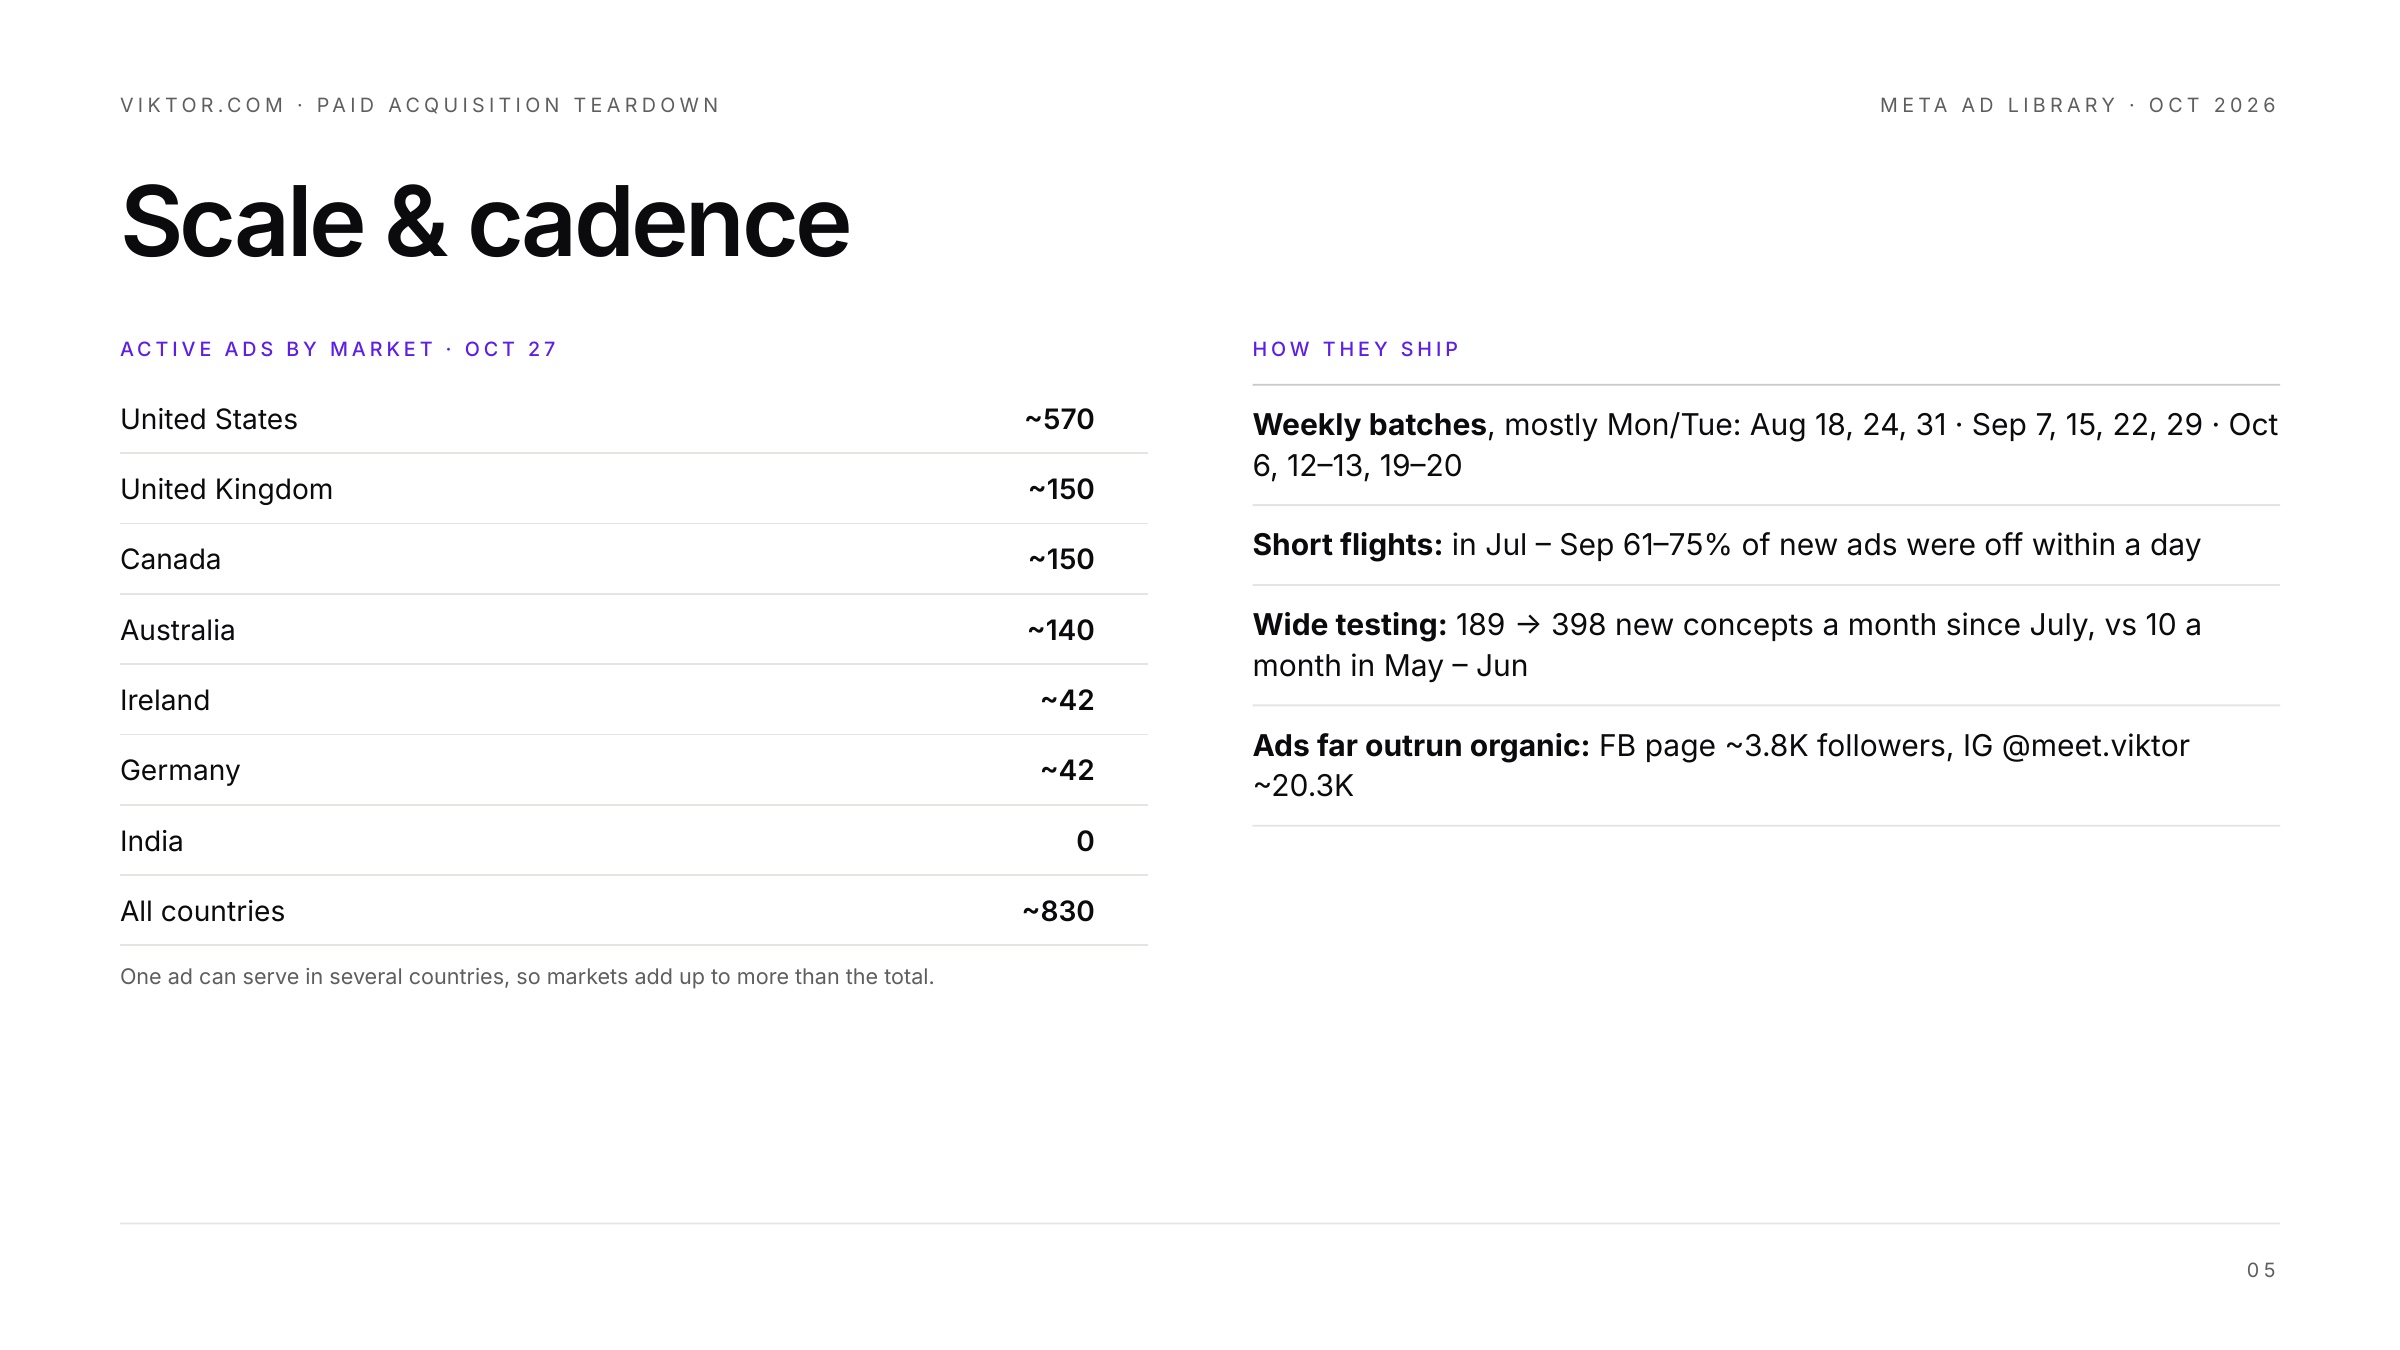 VIKTOR.COM · PAID ACQUISITION TEARDOWN
META AD LIBRARY · OCT 2026
Scale & cadence
ACTIVE ADS BY MARKET · OCT 27
United States ~570
United Kingdom ~150
Canada ~150
Australia ~140
Ireland ~42
Germany ~42
India 0
All countries ~830
One ad can serve in several countries, so markets add up to more than the total.
HOW THEY SHIP
Weekly batches, mostly Mon/Tue: Aug 18, 24, 31 · Sep 7, 15, 22, 29 · Oct
6, 12–13, 19–20
Short flights: in Jul – Sep 61–75% of new ads were off within a day
Wide testing: 189 → 398 new concepts a month since July, vs 10 a
month in May – Jun
Ads far outrun organic: FB page ~3.8K followers, IG @meet.viktor
~20.3K
05